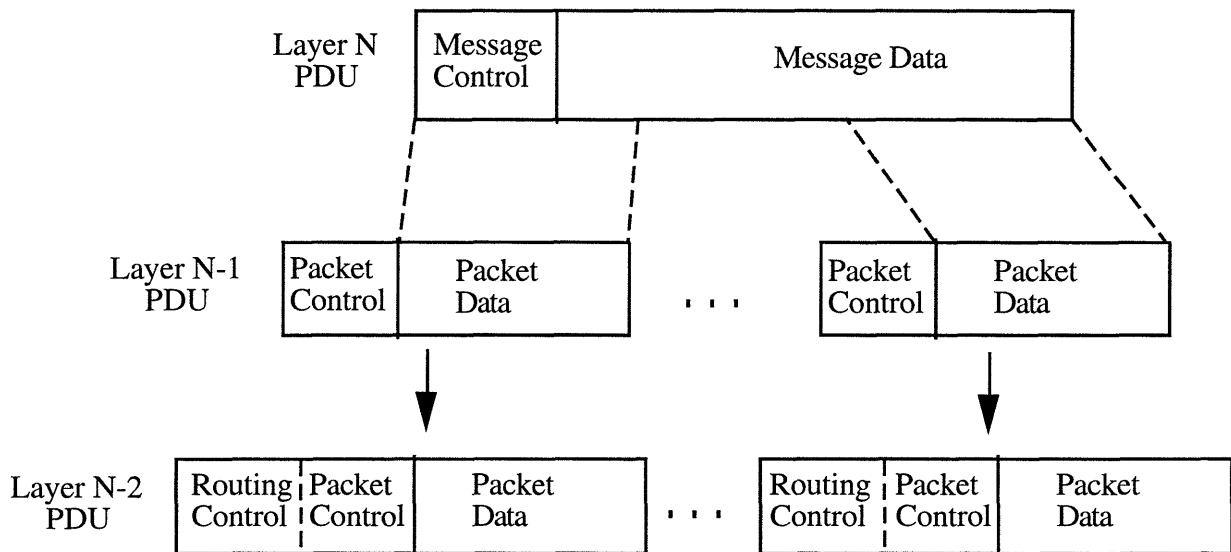 Layer N
PDU
Message
Control
Message Data
Layer N-1
PDU
Packet
Control
Packet
Data
. . .
Packet
Control
Packet
Data
Layer N-2
PDU
Routing
Control
Packet
Control
Packet
Data
. . .
Routing
Control
Packet
Control
Packet
Data